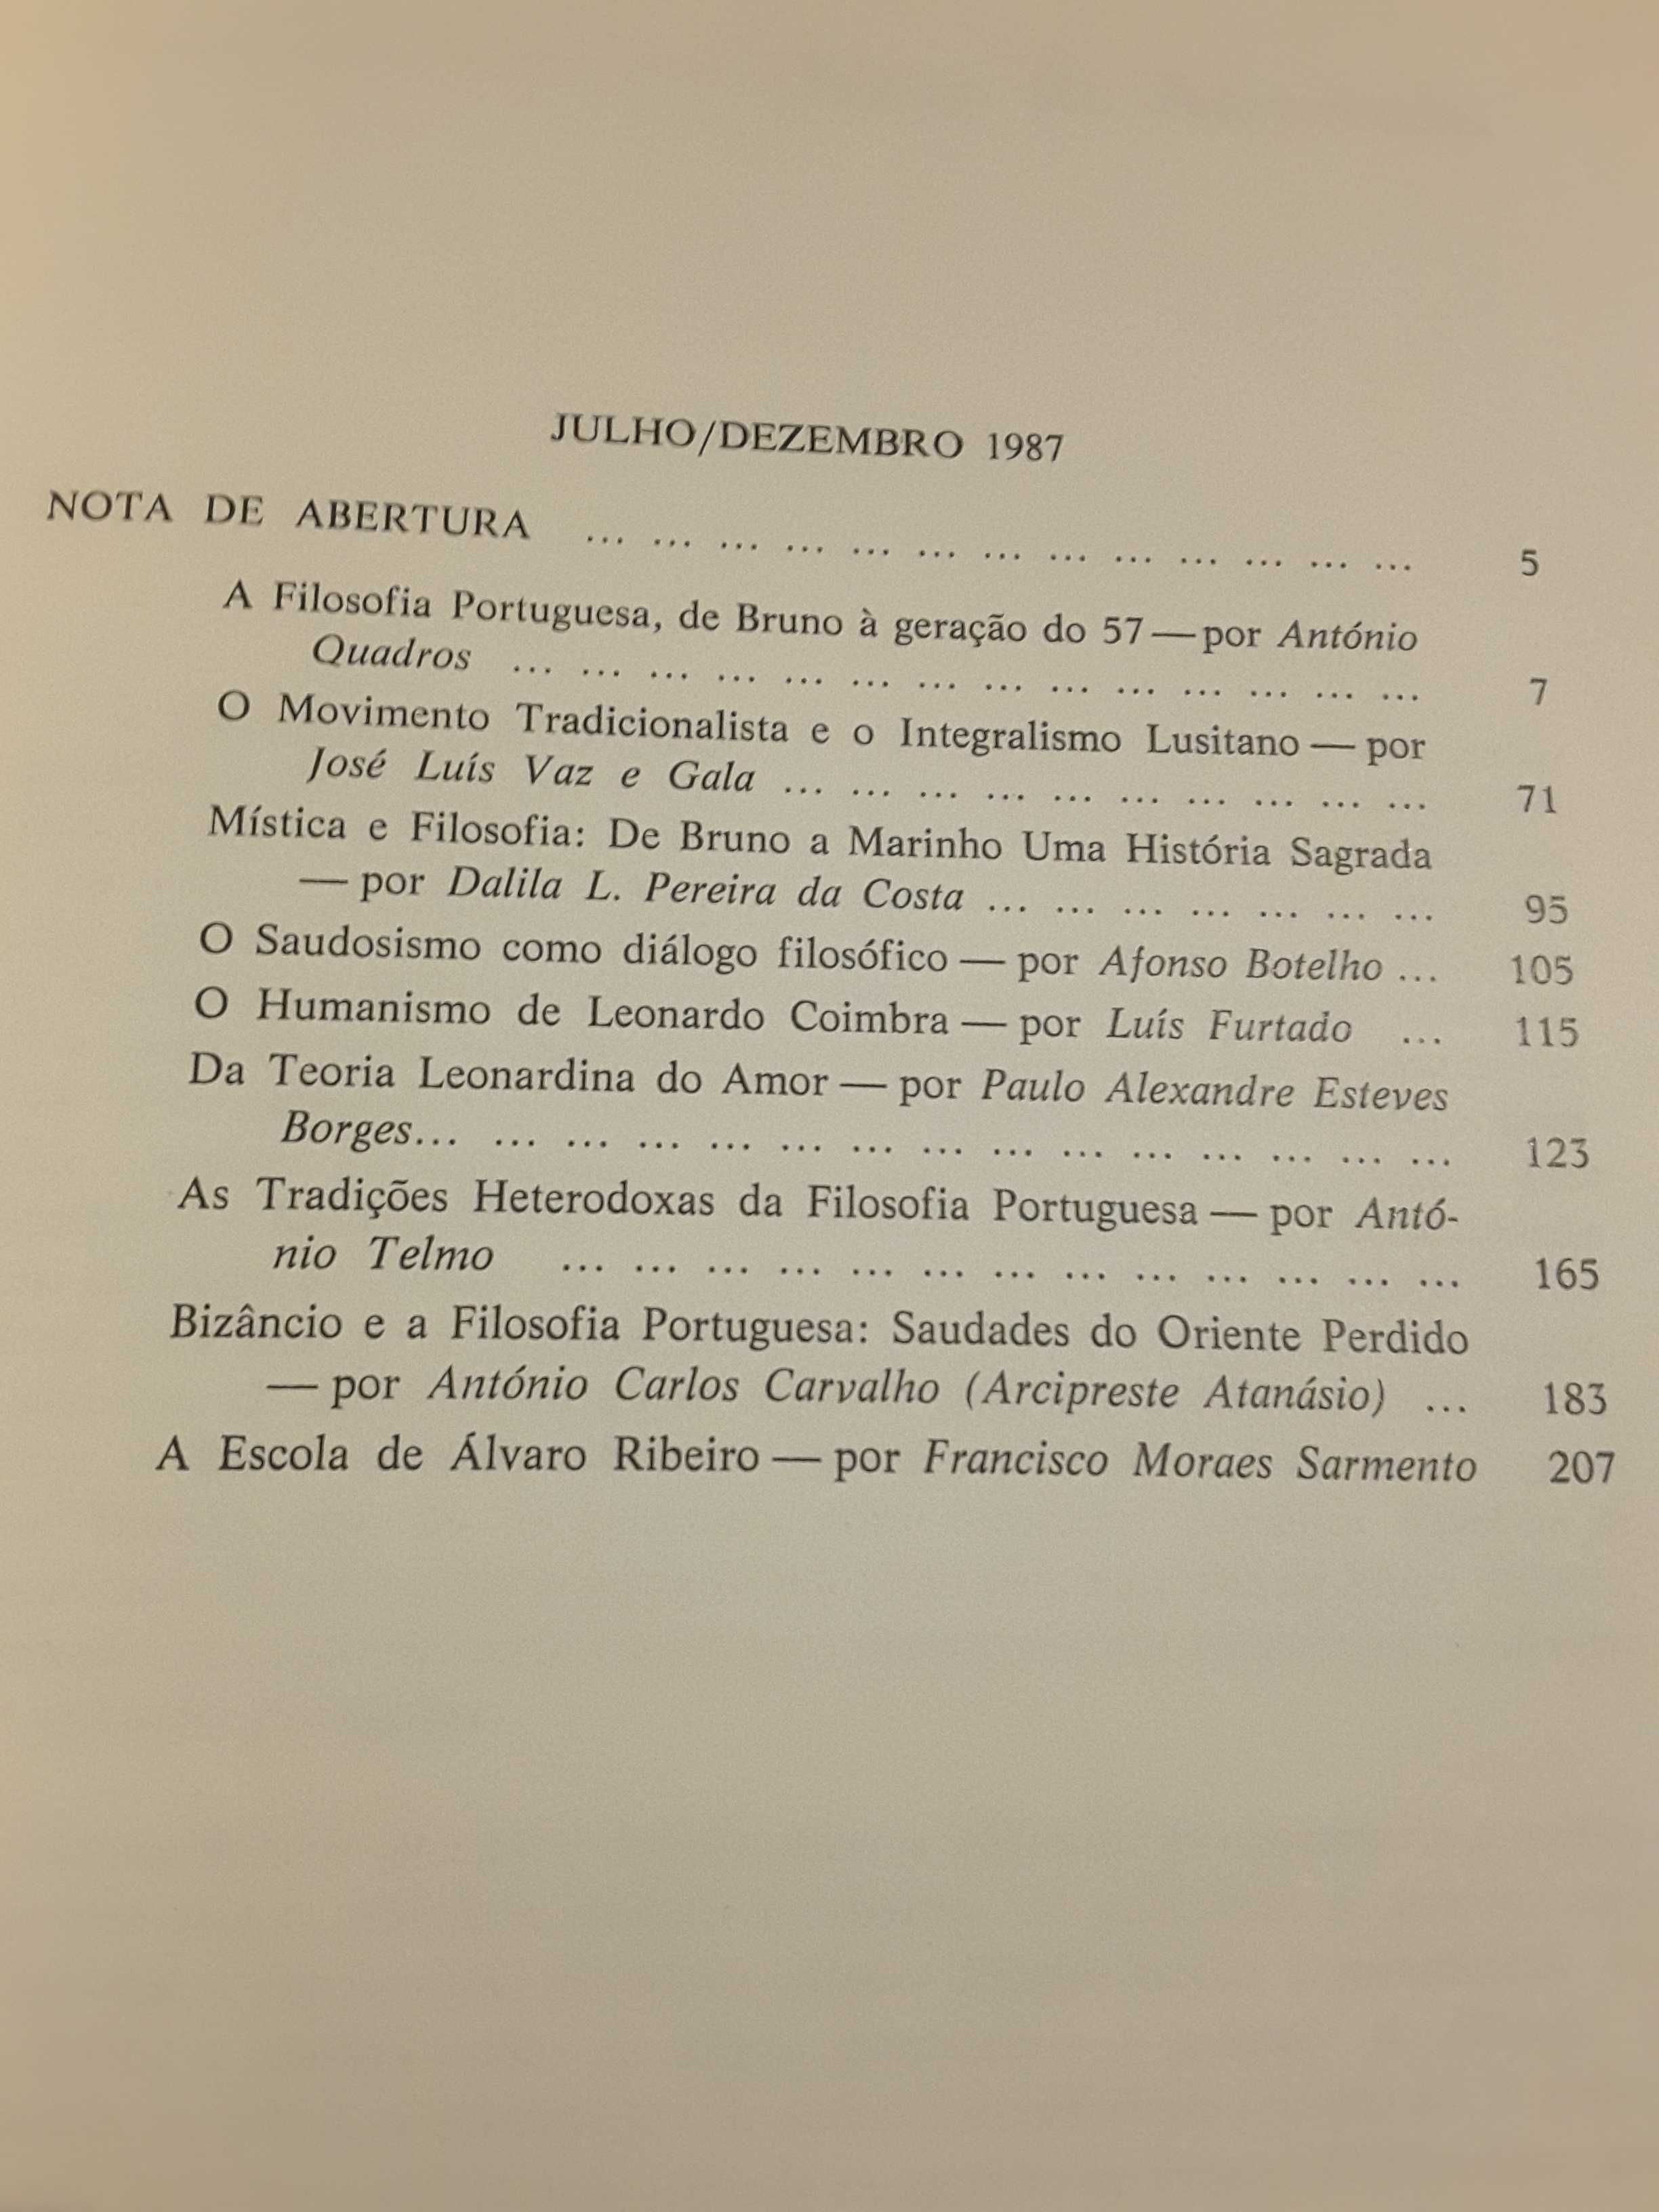 JULHO/DEZEMBRO 1987
NOTA DE ABERTURA ... ... ... ... ... ... ... ... ... ... ... ... ... 5
A Filosofia Portuguesa, de Bruno à geração do 57 — por António
Quadros ... ... ... ... ... ... ... ... ... ... ... ... ... ... 7
O Movimento Tradicionalista e o Integralismo Lusitano — por
José Luís Vaz e Gala ... ... ... ... ... ... ... ... ... ... 71
Mística e Filosofia: De Bruno a Marinho Uma História Sagrada
— por Dalila L. Pereira da Costa ... ... ... ... ... ... ... 95
O Saudosismo como diálogo filosófico — por Afonso Botelho ... 105
O Humanismo de Leonardo Coimbra — por Luís Furtado ... 115
Da Teoria Leonardina do Amor — por Paulo Alexandre Esteves
Borges... ... ... ... ... ... ... ... ... ... ... ... ... ... ... 123
As Tradições Heterodoxas da Filosofia Portuguesa — por Antó-
nio Telmo ... ... ... ... ... ... ... ... ... ... ... ... ... 165
Bizâncio e a Filosofia Portuguesa: Saudades do Oriente Perdido
— por António Carlos Carvalho (Arcipreste Atanásio) ... 183
A Escola de Álvaro Ribeiro — por Francisco Moraes Sarmento 207